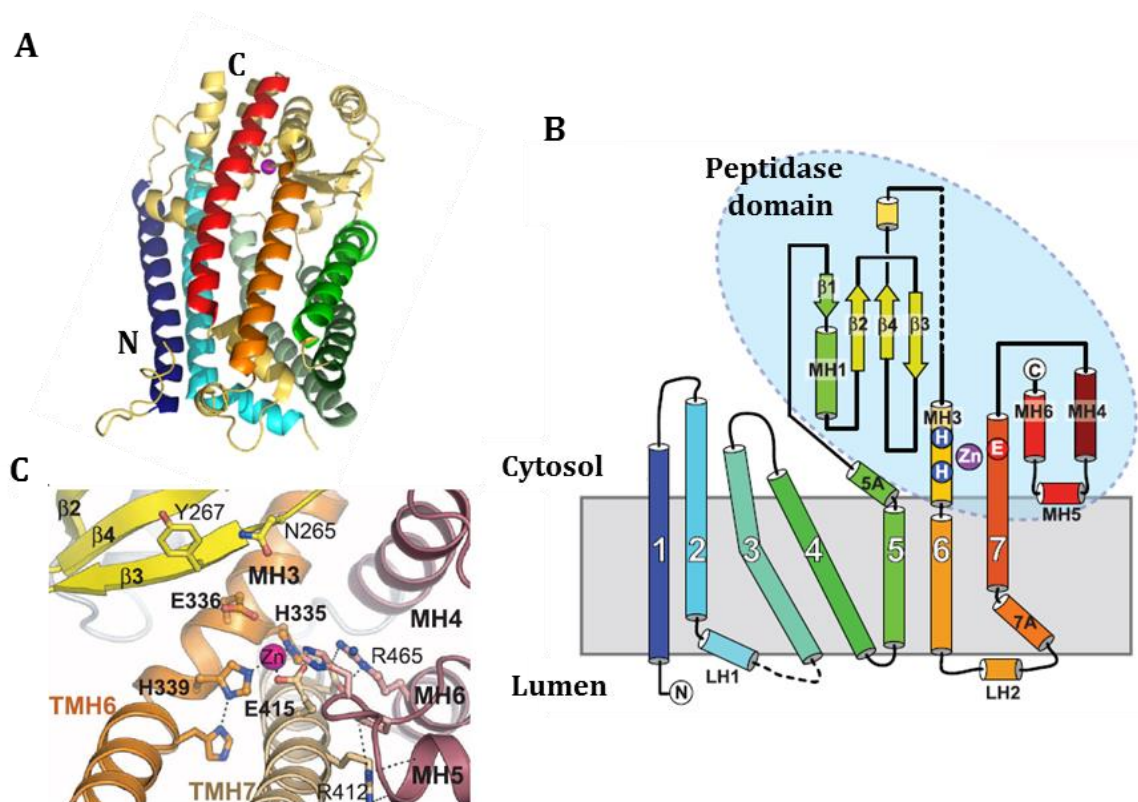 A
C
N
B
Peptidase
domain
β1
β2
β4
β3
MH1
MH3
H
H
Zn
E
C
MH6
MH4
5A
MH5
Cytosol
1
2
3
4
5
6
7
7A
LH1
LH2
N
Lumen
C
β2
β4
β3
Y267
N265
MH3
MH4
E336
H335
Zn
R465
H339
MH6
E415
TMH6
TMH7
R412
MH5